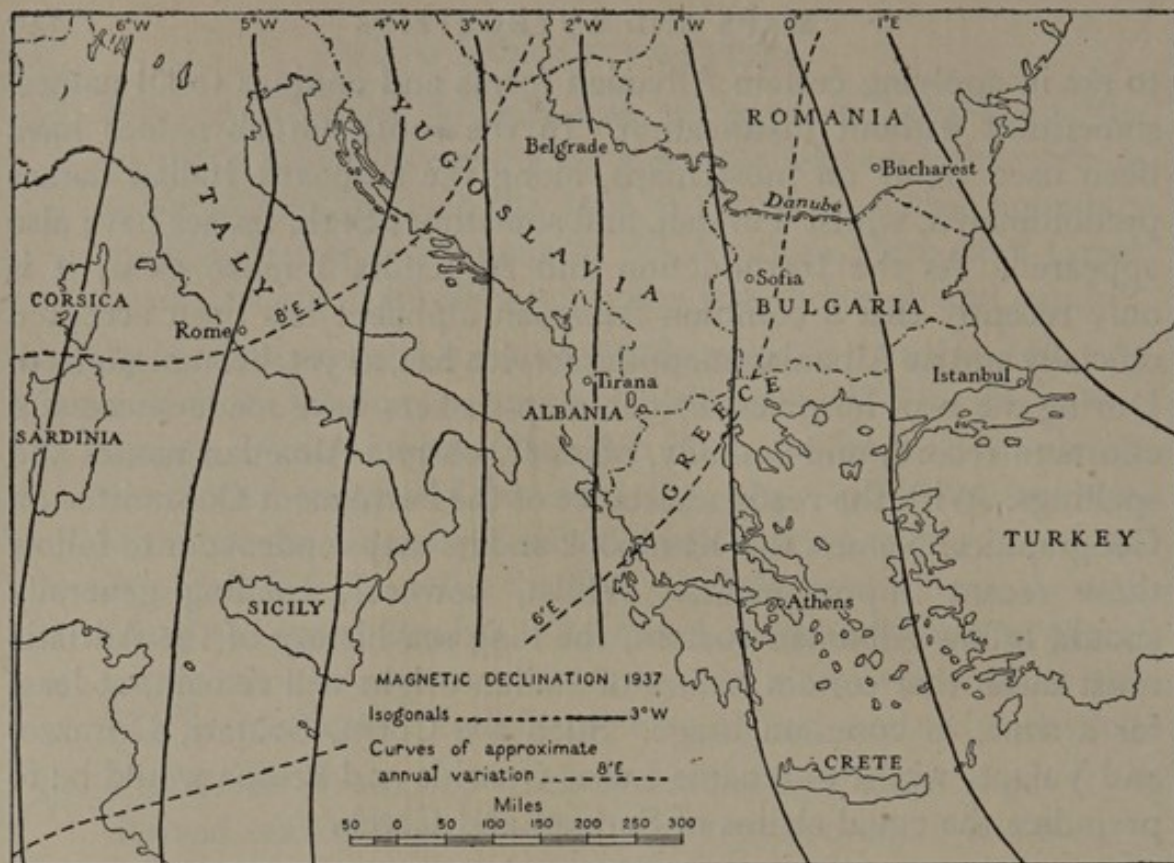 6°W 5°W 4°W 3°W 2°W 1°W 0° 1°E
ROMANIA
YUGOSLAVIA
Belgrade
Bucharest
ITALY
Danube
Sofia
CORSICA
8'E
BULGARIA
Rome
Tirana
Istanbul
ALBANIA
GREECE
SARDINIA
TURKEY
SICILY
Athens
6'E
MAGNETIC DECLINATION 1937
Isogonals 3°W
Curves of approximate
annual variation 8'E
CRETE
Miles
50 0 50 100 150 200 250 300